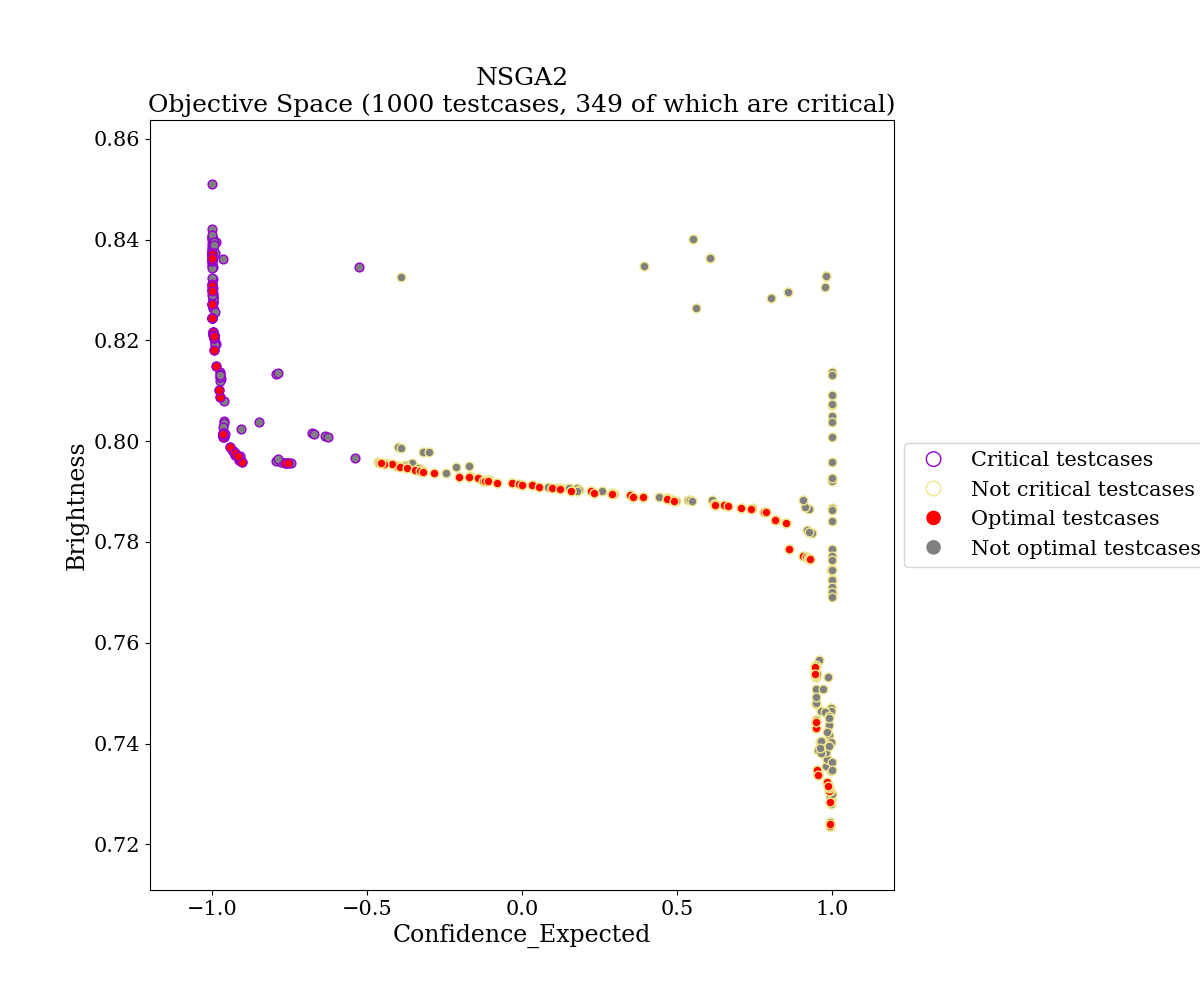 NSGA2
Objective Space (1000 testcases, 349 of which are critical)
0.86
0.84
0.82
0.80
0.78
0.76
0.74
0.72
Brightness
−1.0
−0.5
0.0
0.5
1.0
Confidence_Expected
Critical testcases
Not critical testcases
Optimal testcases
Not optimal testcases